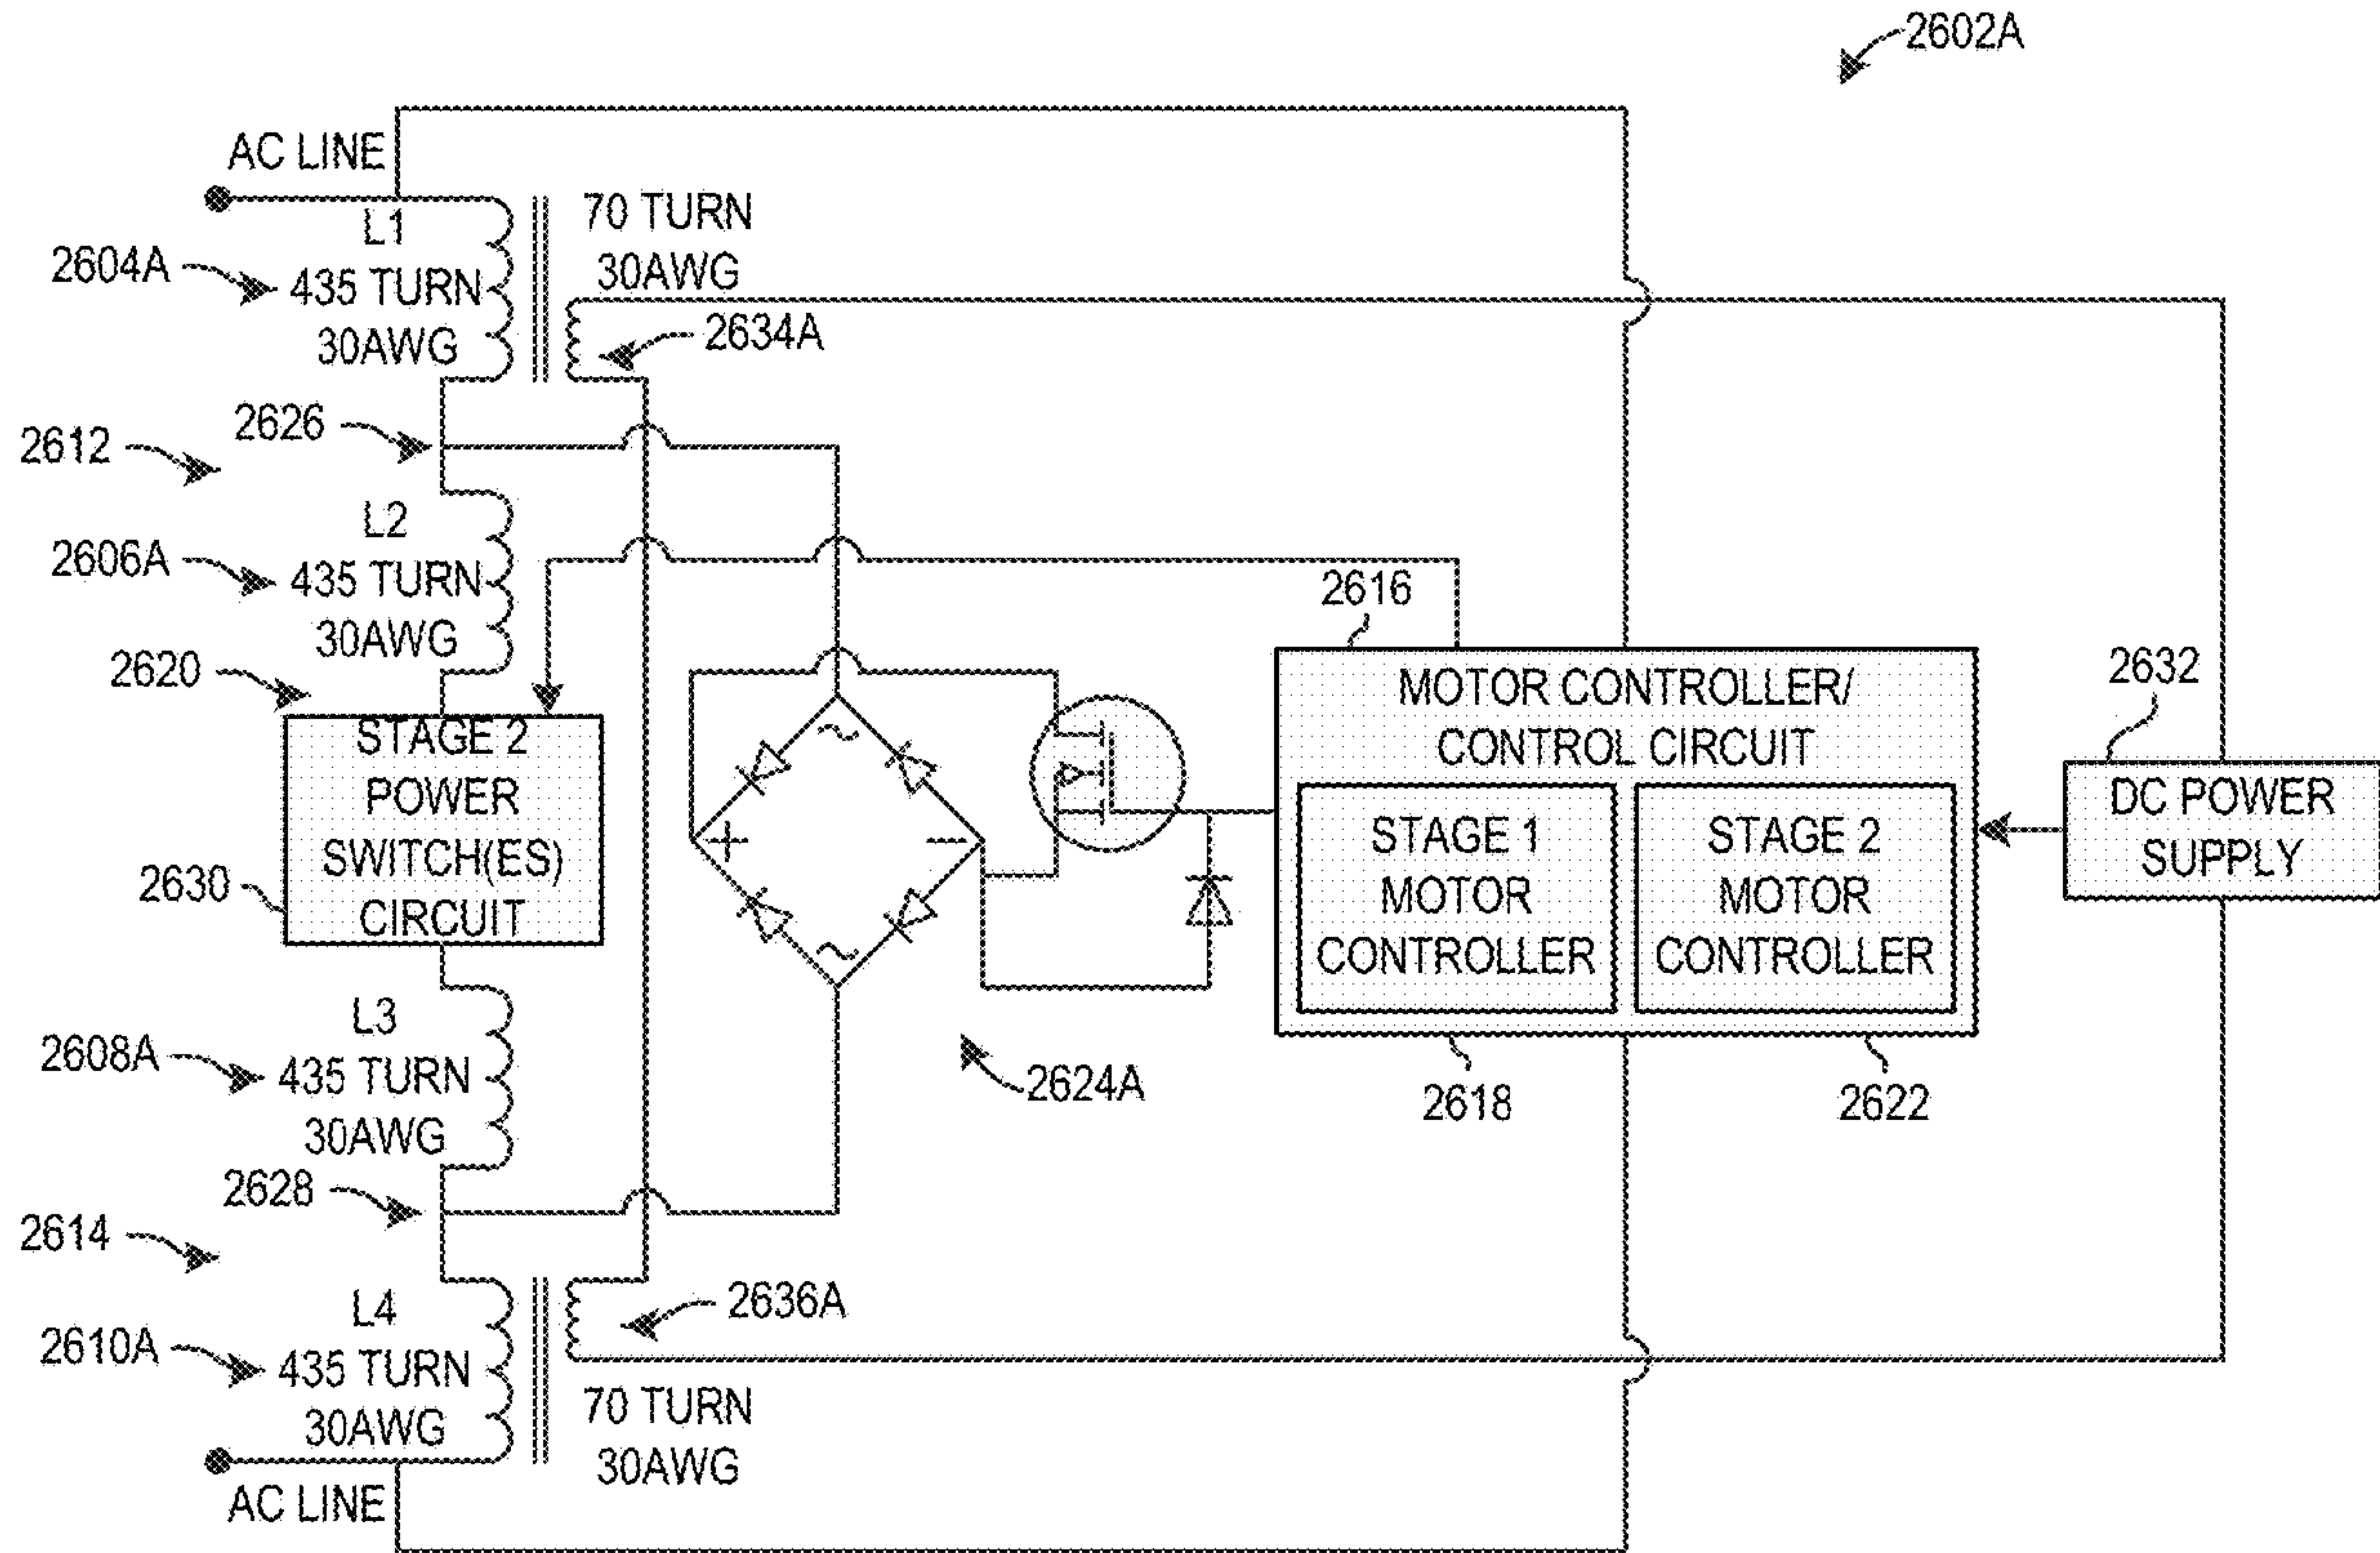 2602A
AC LINE
L1
435 TURN
30AWG
2604A
70 TURN
30AWG
2634A
2626
2612
L2
435 TURN
30AWG
2606A
2620
STAGE 2
POWER
SWITCH(ES)
CIRCUIT
2630
2616
MOTOR CONTROLLER/
CONTROL CIRCUIT
STAGE 1
MOTOR
CONTROLLER
STAGE 2
MOTOR
CONTROLLER
2618
2622
2632
DC POWER
SUPPLY
~
+
−
~
2624A
L3
435 TURN
30AWG
2608A
2628
2614
L4
435 TURN
30AWG
2610A
2636A
70 TURN
30AWG
AC LINE